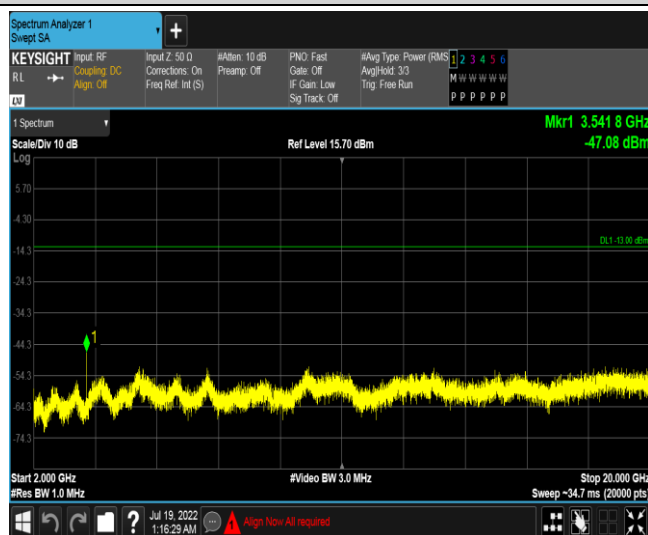 Spectrum Analyzer 1
Swept SA
+
KEYSIGHT
RL
LXI
Input: RF
Coupling: DC
Align: Off
Input Z: 50 Ω
Corrections: On
Freq Ref: Int (S)
#Atten: 10 dB
Preamp: Off
PNO: Fast
Gate: Off
IF Gain: Low
Sig Track: Off
#Avg Type: Power (RMS
Avg|Hold: 3/3
Trig: Free Run
1 2 3 4 5 6
M W W W W W
P P P P P P
1 Spectrum
Mkr1 3.541 8 GHz
Scale/Div 10 dB
Ref Level 15.70 dBm
-47.08 dBm
Log
5.70
-4.30
DL1 -13.00 dBm
-14.3
-24.3
-34.3
1
-44.3
-54.3
-64.3
-74.3
Start 2.000 GHz
#Video BW 3.0 MHz
Stop 20.000 GHz
#Res BW 1.0 MHz
Sweep ~34.7 ms (20000 pts)
?
Jul 19, 2022
1:16:29 AM
Align Now All required